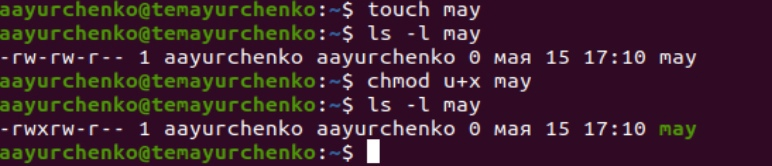 aayurchenko@temayurchenko:~$ touch may
aayurchenko@temayurchenko:~$ ls -l may
-rw-rw-r-- 1 aayurchenko aayurchenko 0 мая 15 17:10 may
aayurchenko@temayurchenko:~$ chmod u+x may
aayurchenko@temayurchenko:~$ ls -l may
-rwxrw-r-- 1 aayurchenko aayurchenko 0 мая 15 17:10 may
aayurchenko@temayurchenko:~$